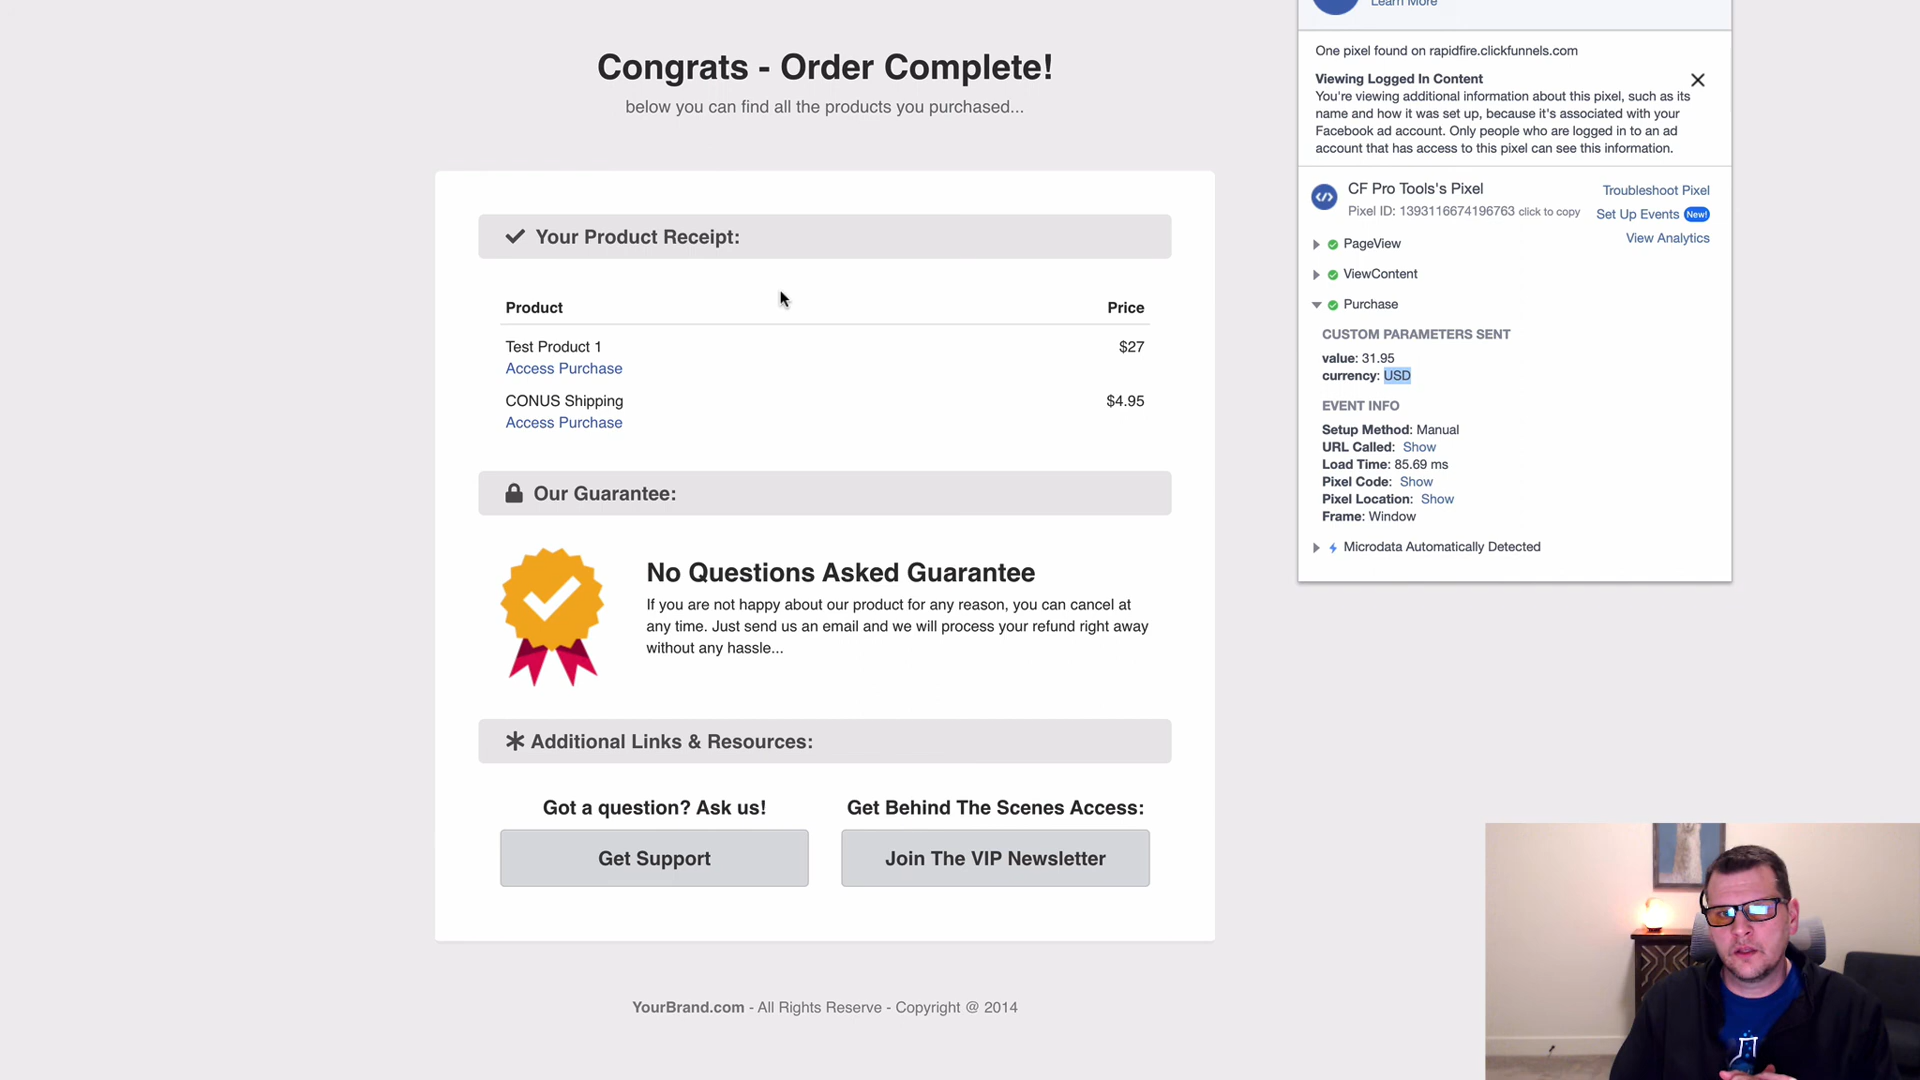 Congrats - Order Complete!
below you can find all the products you purchased...
Your Product Receipt:
Product Price
Test Product 1 $27
Access Purchase
CONUS Shipping $4.95
Access Purchase
Our Guarantee:
No Questions Asked Guarantee
If you are not happy about our product for any reason, you can cancel at
any time. Just send us an email and we will process your refund right away
without any hassle...
Additional Links & Resources:
Got a question? Ask us!
Get Support
Get Behind The Scenes Access:
Join The VIP Newsletter
YourBrand.com - All Rights Reserve - Copyright @ 2014
Learn More
One pixel found on rapidfire.clickfunnels.com
Viewing Logged In Content
You're viewing additional information about this pixel, such as its
name and how it was set up, because it's associated with your
Facebook ad account. Only people who are logged in to an ad
account that has access to this pixel can see this information.
CF Pro Tools's Pixel
Pixel ID: 1393116674196763 click to copy
Troubleshoot Pixel
Set Up Events New!
View Analytics
PageView
ViewContent
Purchase
CUSTOM PARAMETERS SENT
value: 31.95
currency: USD
EVENT INFO
Setup Method: Manual
URL Called: Show
Load Time: 85.69 ms
Pixel Code: Show
Pixel Location: Show
Frame: Window
Microdata Automatically Detected